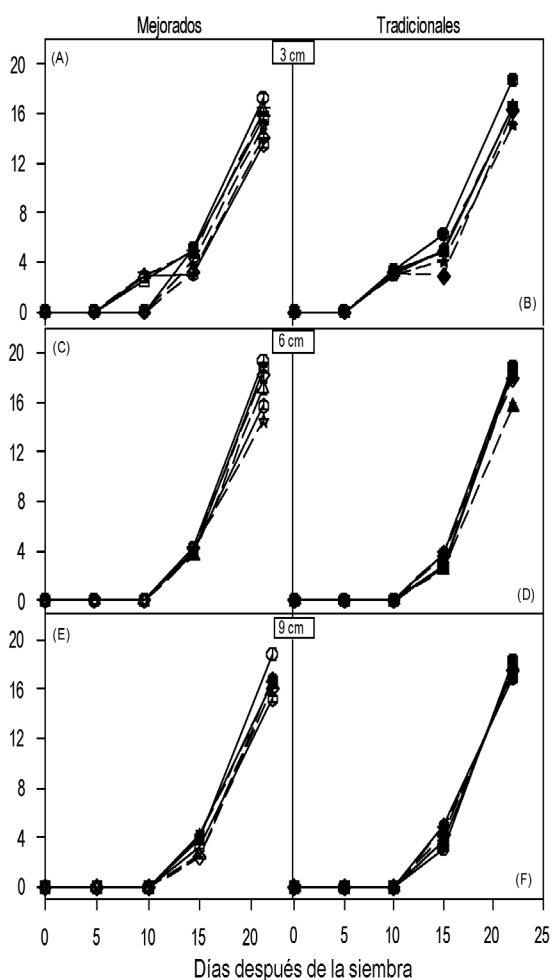 Mejorados Tradicionales
3 cm
(A)
20
16
12
8
4
0
(B)
6 cm
(C)
20
16
12
8
4
0
(D)
9 cm
(E)
20
16
12
8
4
0
(F)
0 5 10 15 20 0 5 10 15 20 25
Días después de la siembra